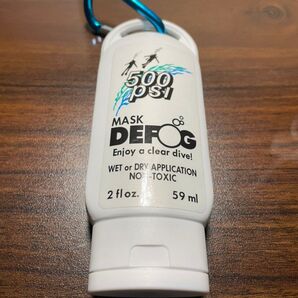 500
psi
MASK
DEFOG
Enjoy a clear dive!
WET or DRY APPLICATION
NON-TOXIC
2 fl oz. 59 ml